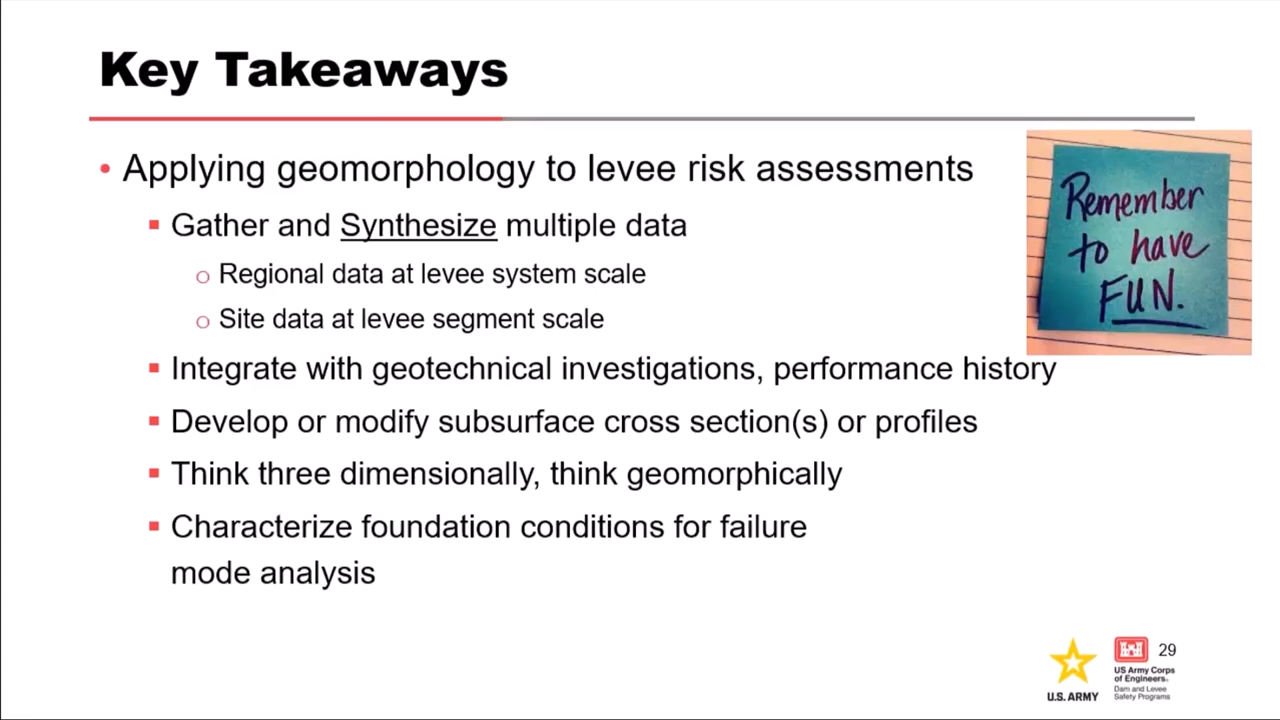 Key Takeaways
• Applying geomorphology to levee risk assessments
▪ Gather and Synthesize multiple data
o Regional data at levee system scale
o Site data at levee segment scale
▪ Integrate with geotechnical investigations, performance history
▪ Develop or modify subsurface cross section(s) or profiles
▪ Think three dimensionally, think geomorphically
▪ Characterize foundation conditions for failure
mode analysis
Remember
to have
FUN.
U.S. ARMY
US Army Corps
of Engineers®
Dam and Levee
Safety Programs
29